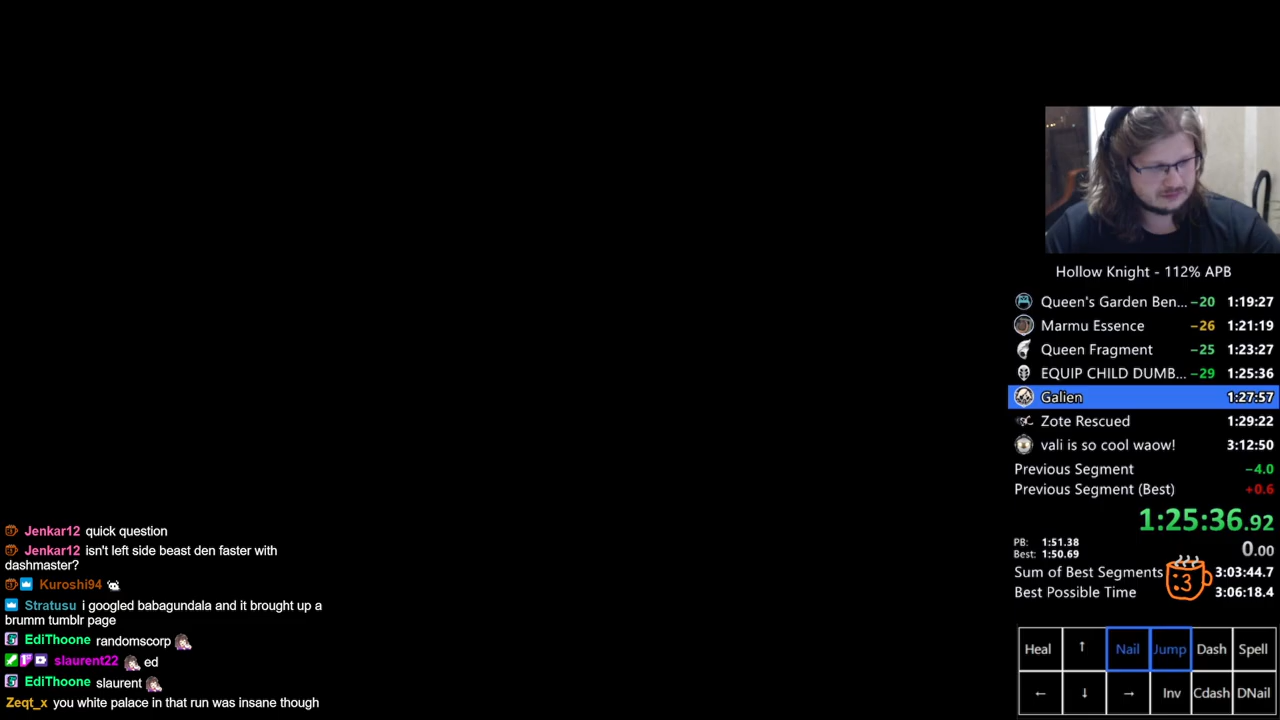 Hollow Knight - 112% APB
Queen's Garden Ben... -20 1:19:27
Marmu Essence -26 1:21:19
Queen Fragment -25 1:23:27
EQUIP CHILD DUMB... -29 1:25:36
Galien 1:27:57
Zote Rescued 1:29:22
vali is so cool waow! 3:12:50
Previous Segment -4.0
Previous Segment (Best) +0.6
1:25:36.92
PB: 1:51.38
Best: 1:50.69
0.00
Sum of Best Segments 3:03:44.7
Best Possible Time 3:06:18.4
:3
Heal ↑ Nail Jump Dash Spell
← ↓ → Inv Cdash DNail
Jenkar12 quick question
Jenkar12 isn't left side beast den faster with
dashmaster?
Kuroshi94
Stratusu i googled babagundala and it brought up a
brumm tumblr page
EdiThoone randomscorp
slaurent22 ed
EdiThoone slaurent
Zeqt_x you white palace in that run was insane though